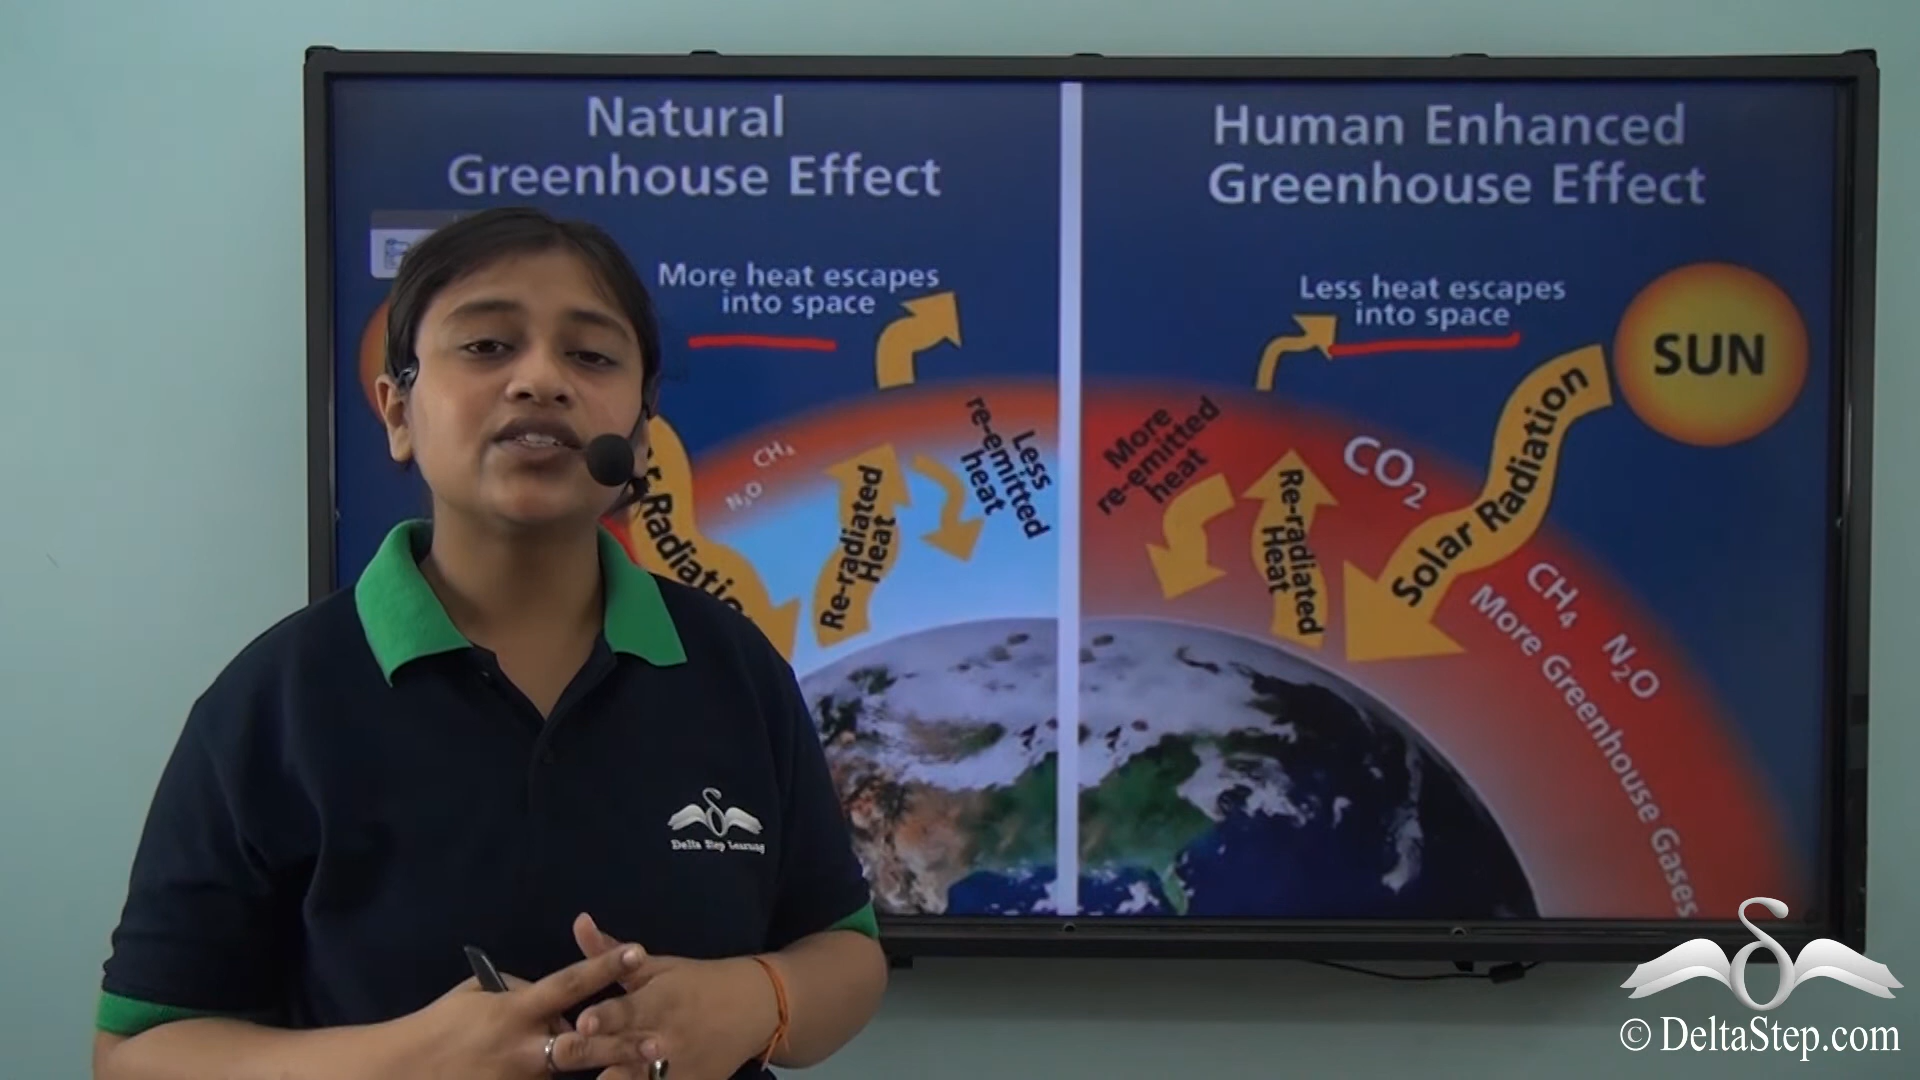 Natural
Greenhouse Effect
More heat escapes
into space
CH4
N2O
Radiation
Re-radiated
Heat
Less
re-emitted
heat
Human Enhanced
Greenhouse Effect
Less heat escapes
into space
SUN
More
re-emitted
heat
Re-radiated
Heat
CO2
Solar Radiation
CH4
N2O
More Greenhouse Gases
Delta Step Learning
© DeltaStep.com